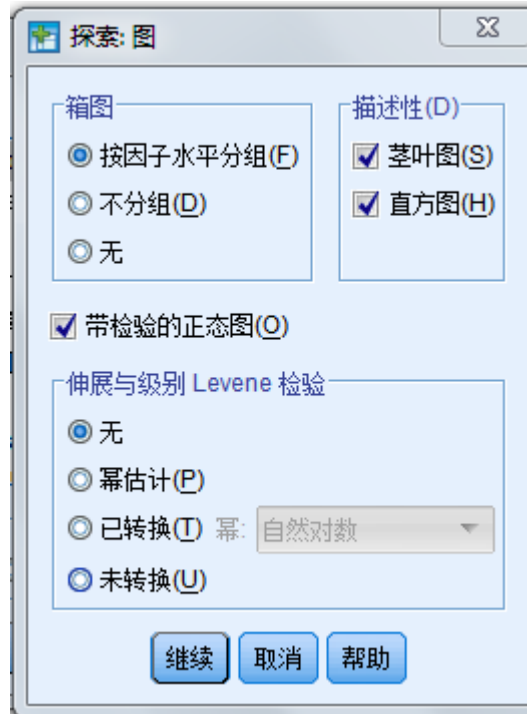 探索: 图
箱图
按因子水平分组(F)
不分组(D)
无
描述性(D)
茎叶图(S)
直方图(H)
带检验的正态图(O)
伸展与级别 Levene 检验
无
幂估计(P)
已转换(T) 幂: 自然对数
未转换(U)
继续 取消 帮助